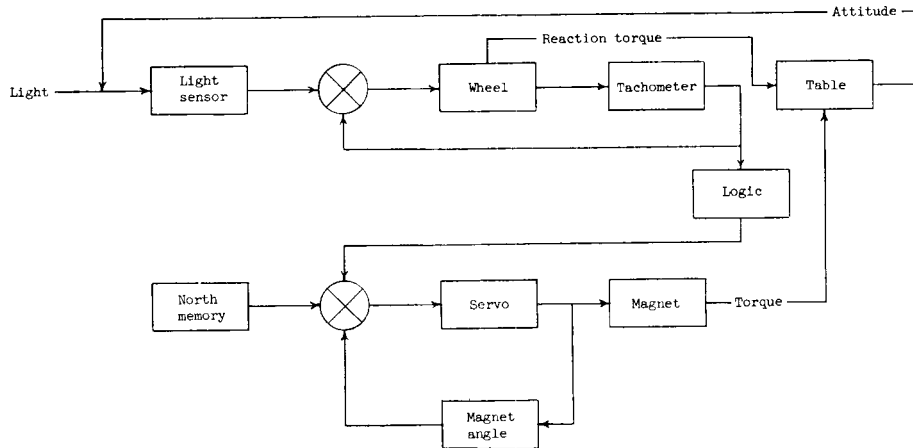 Attitude
Reaction torque
Light
Light
sensor
Wheel
Tachometer
Table
Logic
North
memory
Servo
Magnet
Torque
Magnet
angle